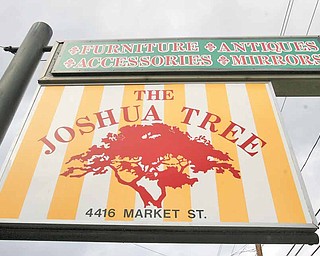 FURNITURE ANTIQUES
ACCESSORIES MIRRORS
THE
JOSHUA TREE
4416 MARKET ST.